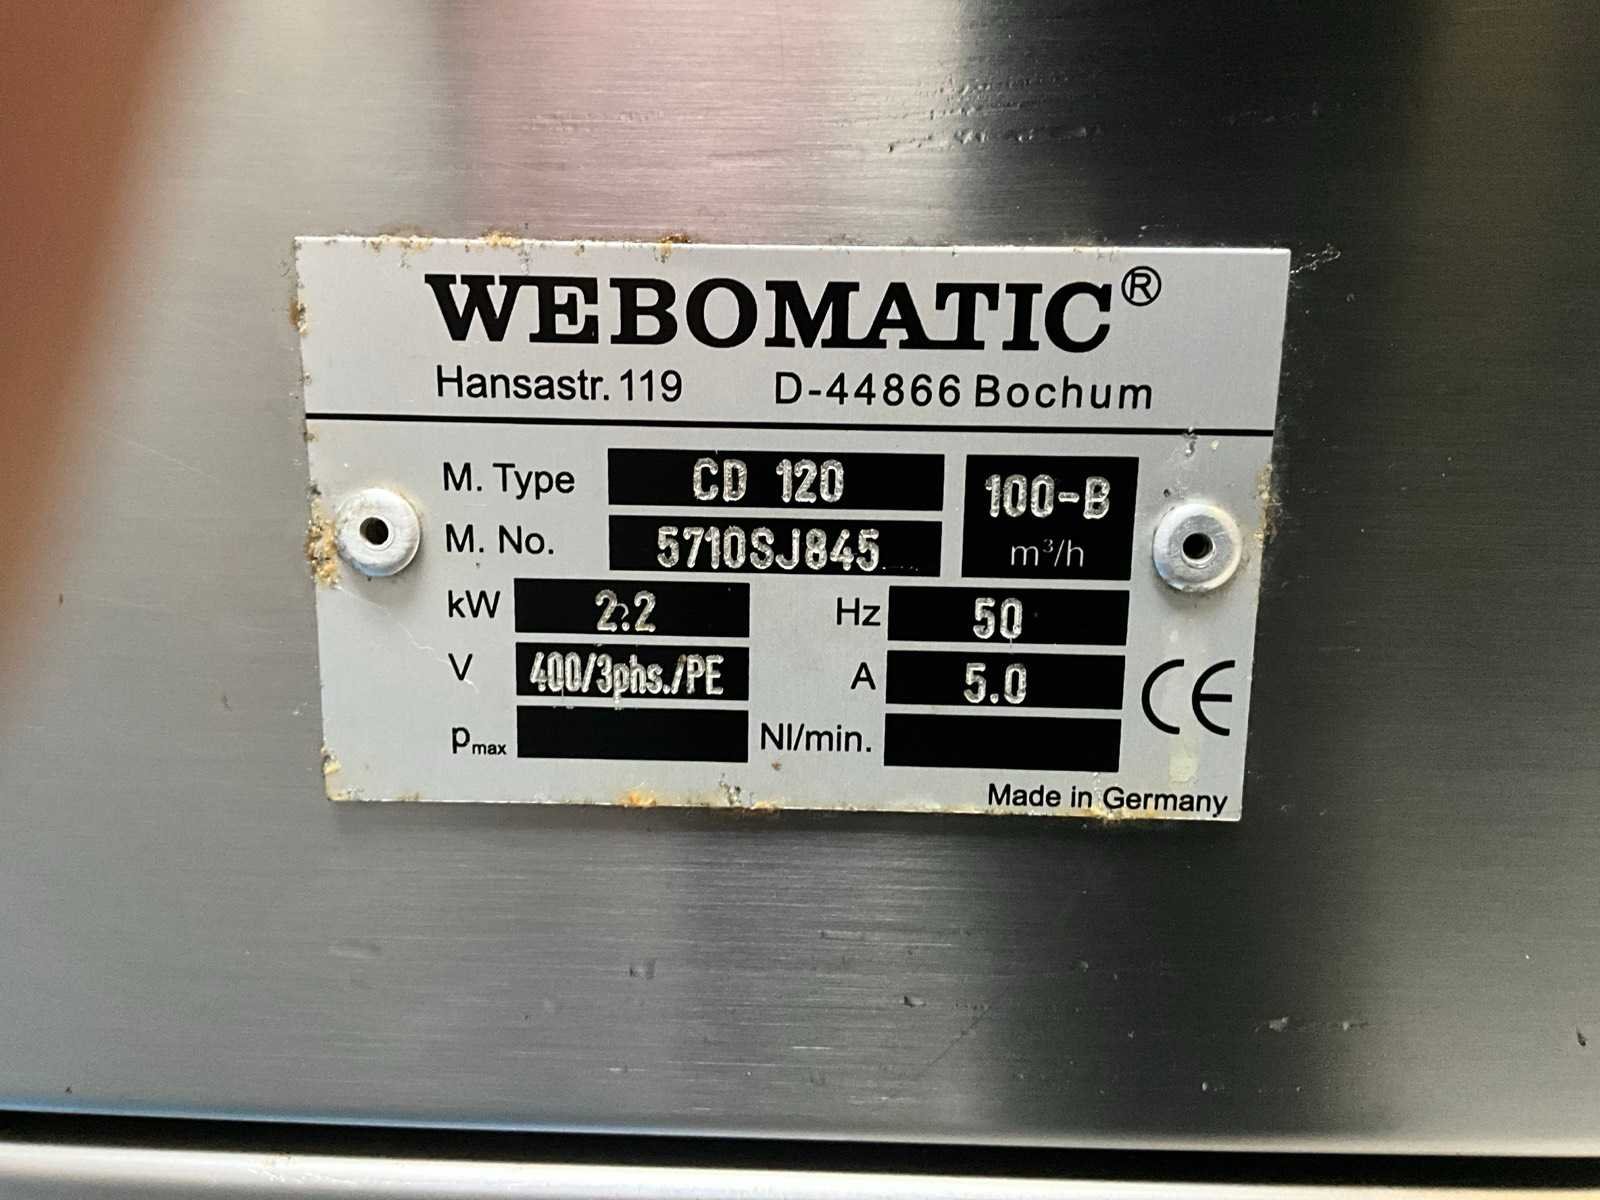 WEBOMATIC®
Hansastr. 119 D-44866 Bochum
M. Type CD 120 100-B
M. No. 5710SJ845 m³/h
kW 2.2 Hz 50
V 400/3phs./PE A 5.0 CE
pmax Nl/min.
Made in Germany